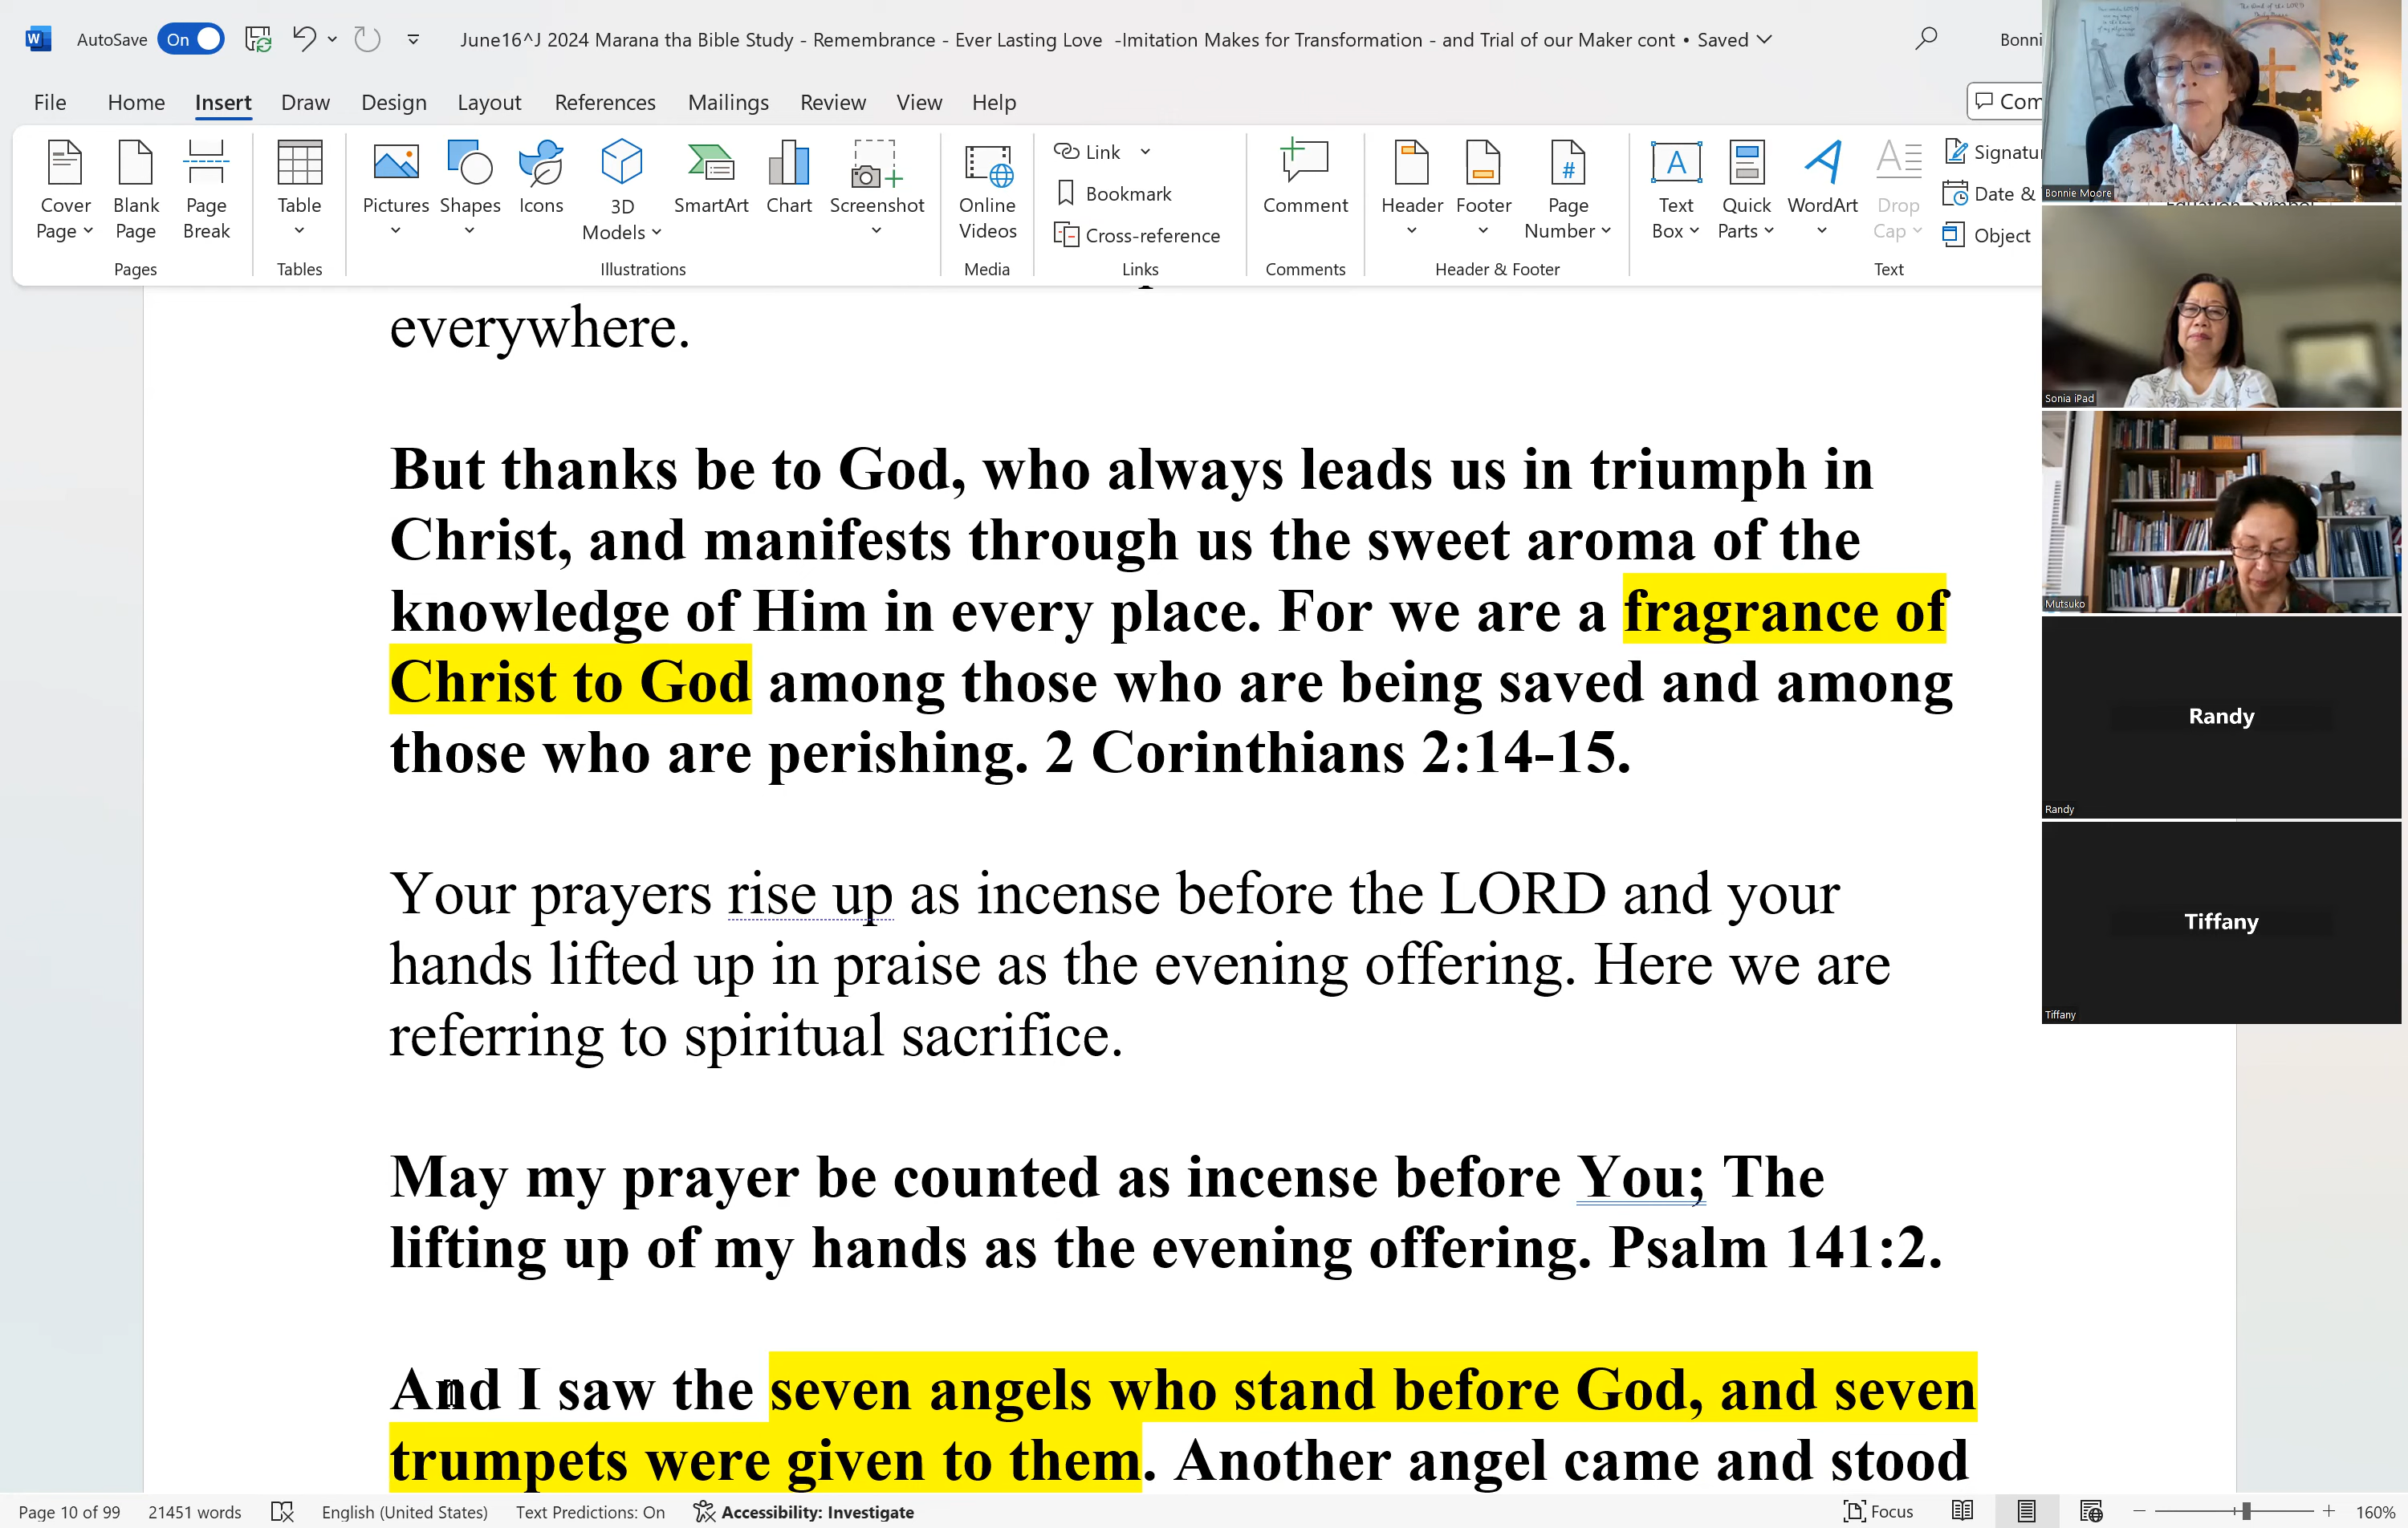 AutoSave On June16^J 2024 Marana tha Bible Study - Remembrance - Ever Lasting Love -Imitation Makes for Transformation - and Trial of our Maker cont • Saved Bonni
File Home Insert Draw Design Layout References Mailings Review View Help Com
Cover Page
Blank Page
Page Break
Pages
Table
Tables
Pictures
Shapes
Icons
3D Models
SmartArt
Chart
Screenshot
Illustrations
Online Videos
Media
Link
Bookmark
Cross-reference
Links
Comment
Comments
Header
Footer
Page Number
Header & Footer
Text Box
Quick Parts
WordArt
Drop Cap
Signatu
Date &
Object
Text
everywhere.
But thanks be to God, who always leads us in triumph in
Christ, and manifests through us the sweet aroma of the
knowledge of Him in every place. For we are a fragrance of
Christ to God among those who are being saved and among
those who are perishing. 2 Corinthians 2:14-15.
Your prayers rise up as incense before the LORD and your
hands lifted up in praise as the evening offering. Here we are
referring to spiritual sacrifice.
May my prayer be counted as incense before You; The
lifting up of my hands as the evening offering. Psalm 141:2.
And I saw the seven angels who stand before God, and seven
trumpets were given to them. Another angel came and stood
Bonnie Moore
Sonia iPad
Mutsuko
Randy
Randy
Tiffany
Tiffany
Page 10 of 99 21451 words English (United States) Text Predictions: On Accessibility: Investigate Focus 160%